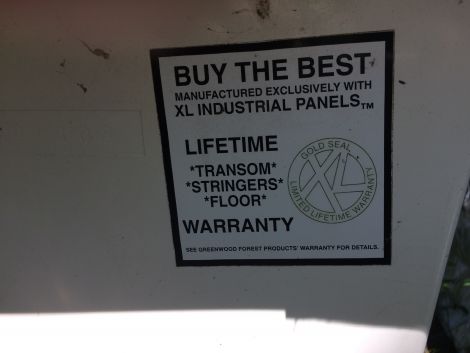 BUY THE BEST
MANUFACTURED EXCLUSIVELY WITH
XL INDUSTRIAL PANELS™
LIFETIME
*TRANSOM*
*STRINGERS*
*FLOOR*
WARRANTY
GOLD SEAL
XL
LIMITED LIFETIME WARRANTY
SEE GREENWOOD FOREST PRODUCTS' WARRANTY FOR DETAILS.